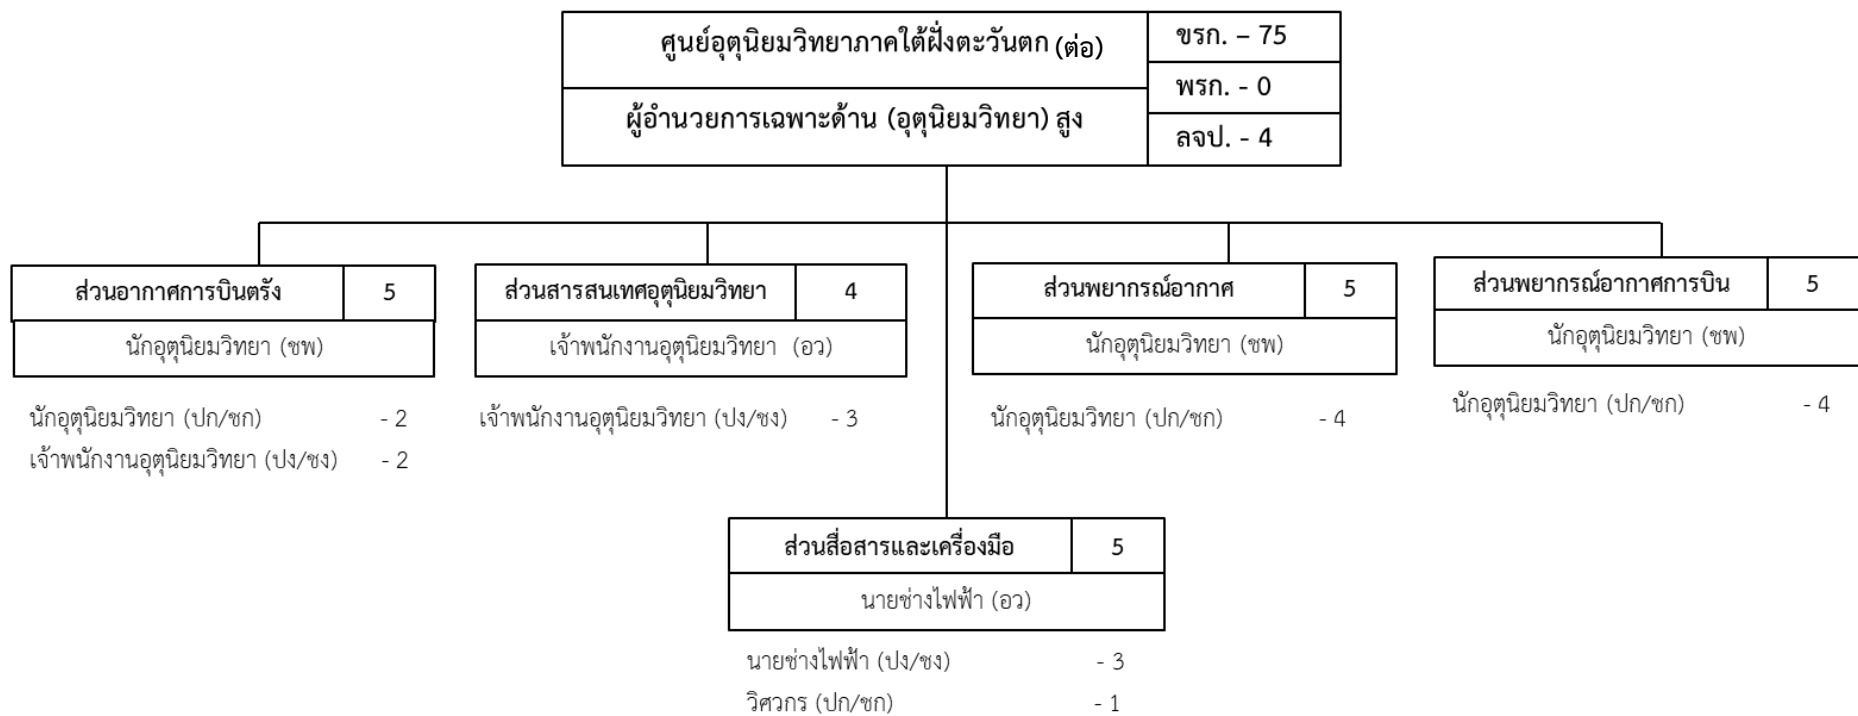 ศูนย์อุตุนิยมวิทยาภาคใต้ฝั่งตะวันตก (ต่อ)
ขรก. – 75
พรก. - 0
ผู้อำนวยการเฉพาะด้าน (อุตุนิยมวิทยา) สูง
ลจป. - 4
ส่วนอากาศการบินตรัง 5
นักอุตุนิยมวิทยา (ชพ)
นักอุตุนิยมวิทยา (ปก/ชก) - 2
เจ้าพนักงานอุตุนิยมวิทยา (ปง/ชง) - 2
ส่วนสารสนเทศอุตุนิยมวิทยา 4
เจ้าพนักงานอุตุนิยมวิทยา (อว)
เจ้าพนักงานอุตุนิยมวิทยา (ปง/ชง) - 3
ส่วนพยากรณ์อากาศ 5
นักอุตุนิยมวิทยา (ชพ)
นักอุตุนิยมวิทยา (ปก/ชก) - 4
ส่วนพยากรณ์อากาศการบิน 5
นักอุตุนิยมวิทยา (ชพ)
นักอุตุนิยมวิทยา (ปก/ชก) - 4
ส่วนสื่อสารและเครื่องมือ 5
นายช่างไฟฟ้า (อว)
นายช่างไฟฟ้า (ปง/ชง) - 3
วิศวกร (ปก/ชก) - 1